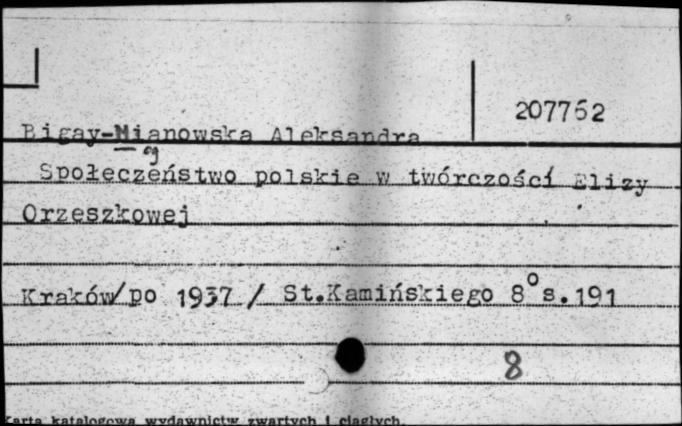 207762
Bigay-Mianowska Aleksandra
Społeczeństwo polskie w twórczości Elizy
Orzeszkowej
Kraków/po 1937/ St.Kamińskiego 8° s.191
8
Karta katalogowa wydawnictw zwartych i ciągłych.